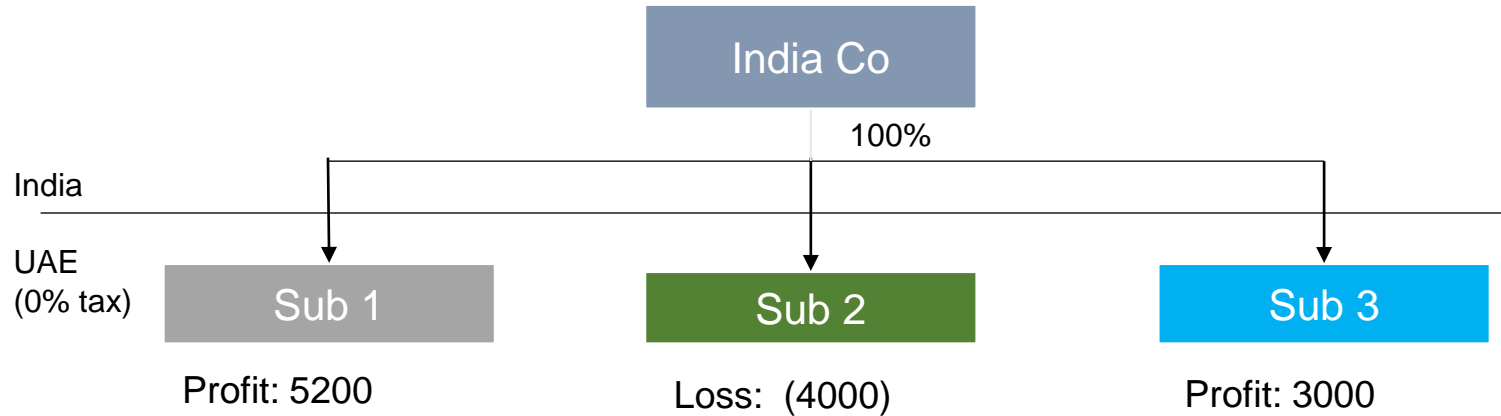 India Co
100%
India
UAE
(0% tax)
Sub 1
Sub 2
Sub 3
Profit: 5200
Loss: (4000)
Profit: 3000